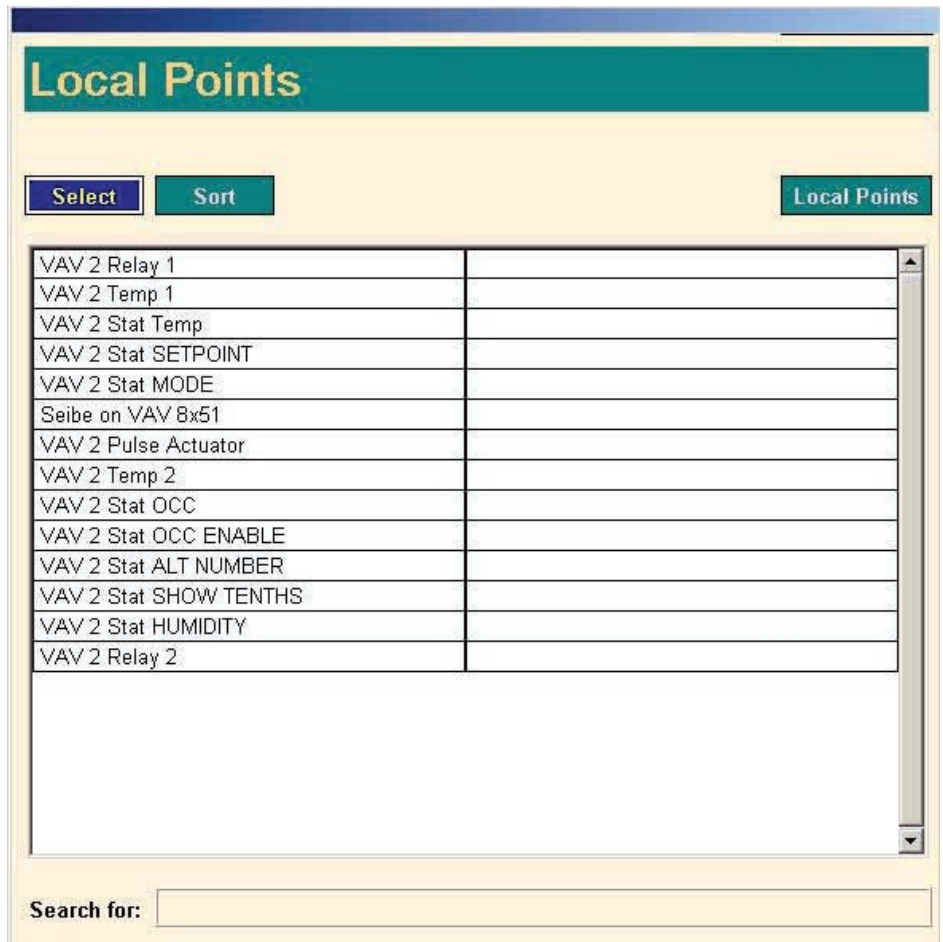 Local Points
Select
Sort
Local Points
VAV 2 Relay 1
VAV 2 Temp 1
VAV 2 Stat Temp
VAV 2 Stat SETPOINT
VAV 2 Stat MODE
Seibe on VAV 8x51
VAV 2 Pulse Actuator
VAV 2 Temp 2
VAV 2 Stat OCC
VAV 2 Stat OCC ENABLE
VAV 2 Stat ALT NUMBER
VAV 2 Stat SHOW TENTHS
VAV 2 Stat HUMIDITY
VAV 2 Relay 2
Search for: